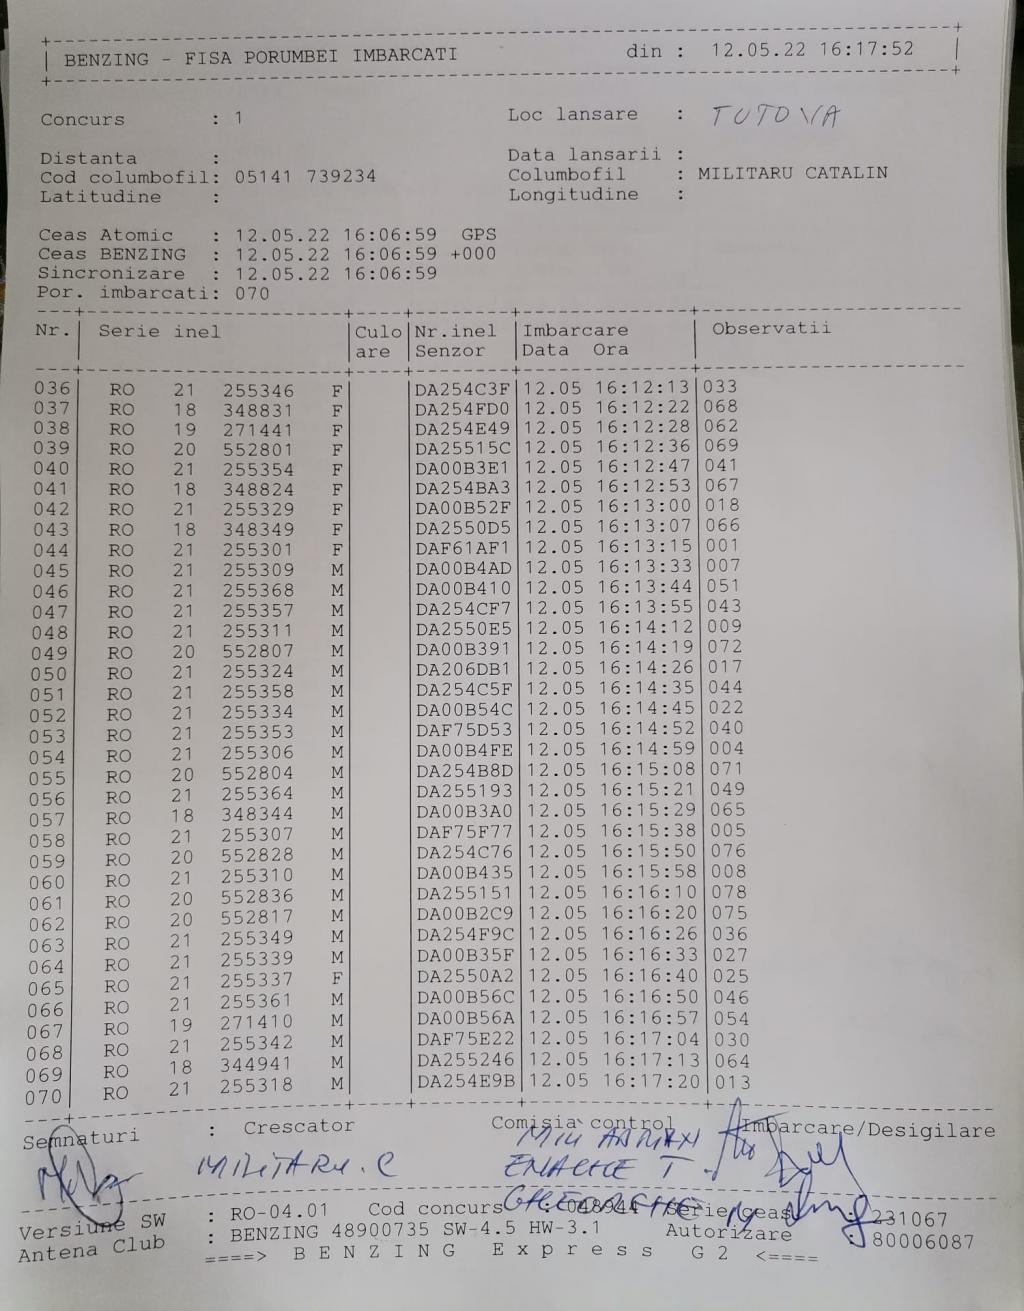 BENZING - FISA PORUMBEI IMBARCATI din : 12.05.22 16:17:52
Concurs : 1 Loc lansare : TUTOVA
Distanta : Data lansarii :
Cod columbofil: 05141 739234 Columbofil : MILITARU CATALIN
Latitudine : Longitudine :
Ceas Atomic : 12.05.22 16:06:59 GPS
Ceas BENZING : 12.05.22 16:06:59 +000
Sincronizare : 12.05.22 16:06:59
Por. imbarcati: 070
Nr. Serie inel Culo Nr.inel Imbarcare Observatii
are Senzor Data Ora
036 RO 21 255346 F DA254C3F 12.05 16:12:13 033
037 RO 18 348831 F DA254FD0 12.05 16:12:22 068
038 RO 19 271441 F DA254E49 12.05 16:12:28 062
039 RO 20 552801 F DA25515C 12.05 16:12:36 069
040 RO 21 255354 F DA00B3E1 12.05 16:12:47 041
041 RO 18 348824 F DA254BA3 12.05 16:12:53 067
042 RO 21 255329 F DA00B52F 12.05 16:13:00 018
043 RO 18 348349 F DA2550D5 12.05 16:13:07 066
044 RO 21 255301 F DAF61AF1 12.05 16:13:15 001
045 RO 21 255309 M DA00B4AD 12.05 16:13:33 007
046 RO 21 255368 M DA00B410 12.05 16:13:44 051
047 RO 21 255357 M DA254CF7 12.05 16:13:55 043
048 RO 21 255311 M DA2550E5 12.05 16:14:12 009
049 RO 20 552807 M DA00B391 12.05 16:14:19 072
050 RO 21 255324 M DA206DB1 12.05 16:14:26 017
051 RO 21 255358 M DA254C5F 12.05 16:14:35 044
052 RO 21 255334 M DA00B54C 12.05 16:14:45 022
053 RO 21 255353 M DAF75D53 12.05 16:14:52 040
054 RO 21 255306 M DA00B4FE 12.05 16:14:59 004
055 RO 20 552804 M DA254B8D 12.05 16:15:08 071
056 RO 21 255364 M DA255193 12.05 16:15:21 049
057 RO 18 348344 M DA00B3A0 12.05 16:15:29 065
058 RO 21 255307 M DAF75F77 12.05 16:15:38 005
059 RO 20 552828 M DA254C76 12.05 16:15:50 076
060 RO 21 255310 M DA00B435 12.05 16:15:58 008
061 RO 20 552836 M DA255151 12.05 16:16:10 078
062 RO 20 552817 M DA00B2C9 12.05 16:16:20 075
063 RO 21 255349 M DA254F9C 12.05 16:16:26 036
064 RO 21 255339 M DA00B35F 12.05 16:16:33 027
065 RO 21 255337 F DA2550A2 12.05 16:16:40 025
066 RO 21 255361 M DA00B56C 12.05 16:16:50 046
067 RO 19 271410 M DA00B56A 12.05 16:16:57 054
068 RO 21 255342 M DAF75E22 12.05 16:17:04 030
069 RO 18 344941 M DA255246 12.05 16:17:13 064
070 RO 21 255318 M DA254E9B 12.05 16:17:20 013
Semnaturi : Crescator Comisia control Imbarcare/Desigilare
MILITARU. C ENACHE T.
GHEORGHE
Versiune SW : RO-04.01 Cod concurs : 048944 Serie ceas : 231067
Antena Club : BENZING 48900735 SW-4.5 HW-3.1 Autorizare : 80006087
====> BENZING Express G2 <====